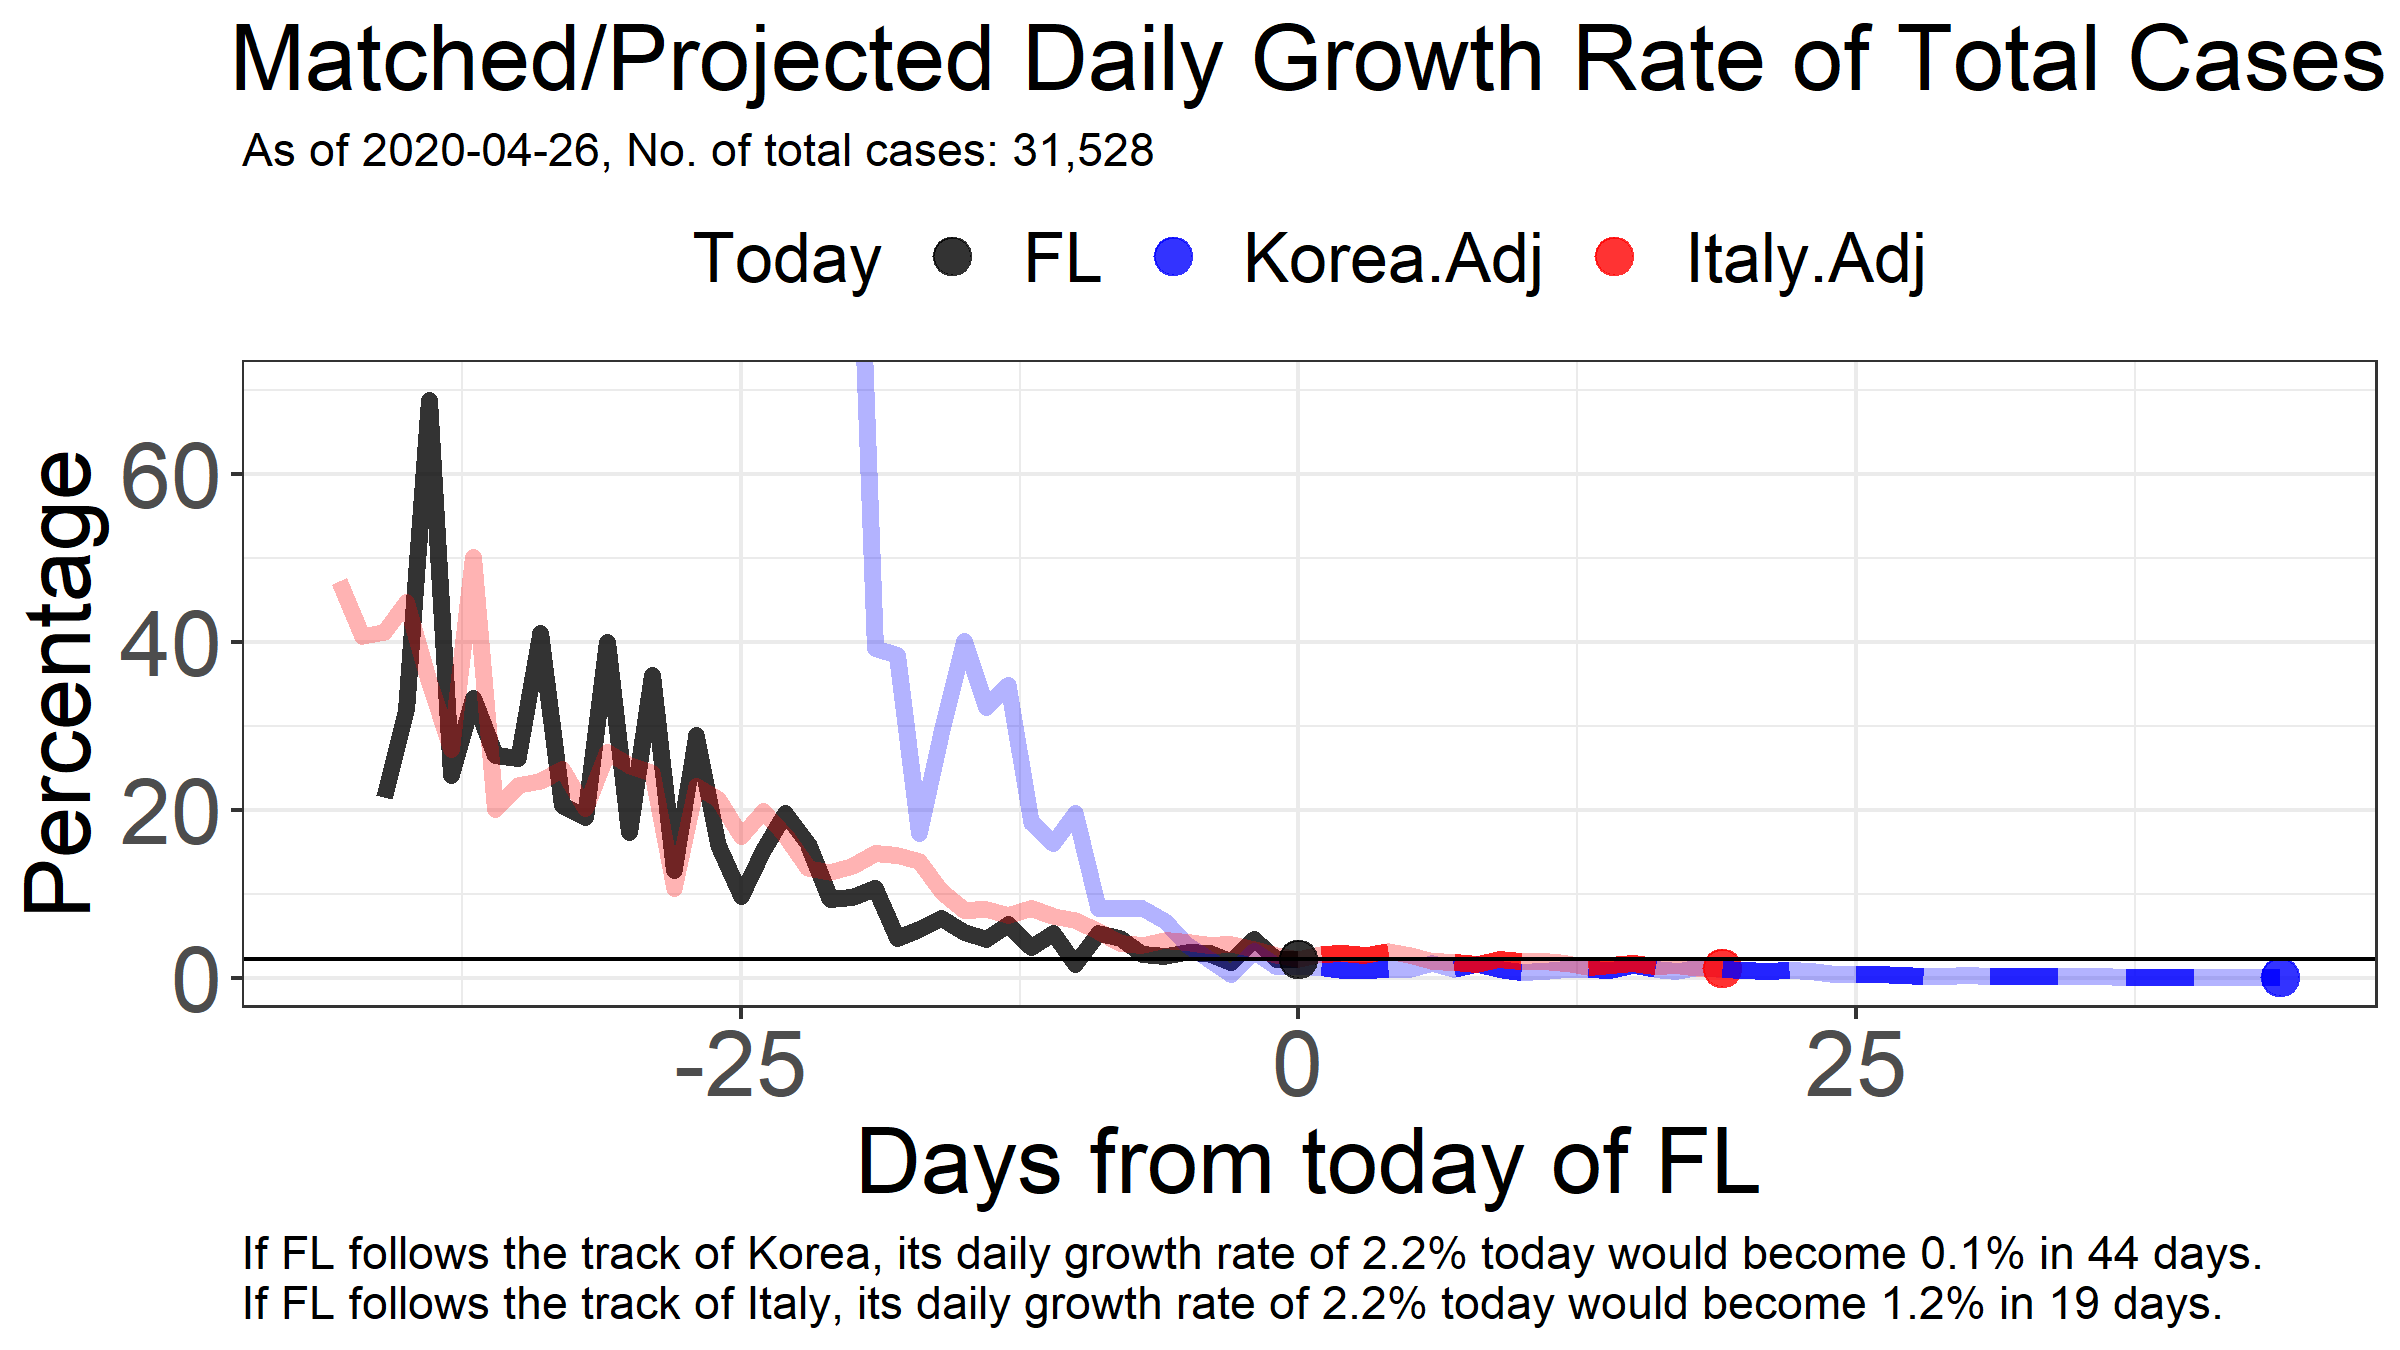 Matched/Projected Daily Growth Rate of Total Cases
As of 2020-04-26, No. of total cases: 31,528
Today FL Korea.Adj Italy.Adj
Percentage
60
40
20
0
-25 0 25
Days from today of FL
If FL follows the track of Korea, its daily growth rate of 2.2% today would become 0.1% in 44 days.
If FL follows the track of Italy, its daily growth rate of 2.2% today would become 1.2% in 19 days.